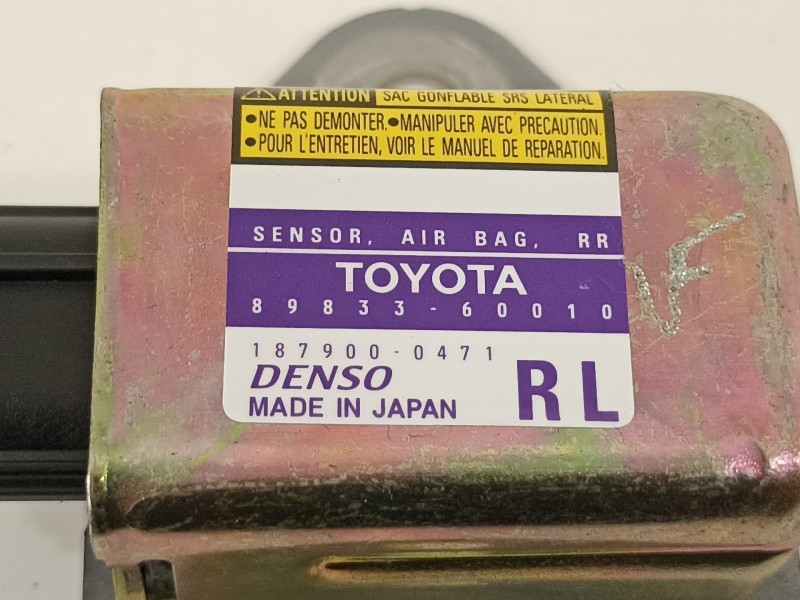 ATTENTION SAC GONFLABLE SRS LATERAL
•NE PAS DEMONTER. •MANIPULER AVEC PRECAUTION.
•POUR L'ENTRETIEN, VOIR LE MANUEL DE REPARATION.
SENSOR, AIR BAG, RR
TOYOTA
89833-60010
187900-0471
DENSO
MADE IN JAPAN
RL